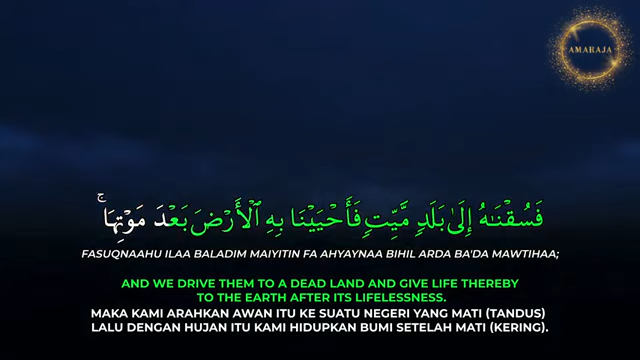 AMARAJA
فَسُقْنَٰهُ إِلَىٰ بَلَدٍ مَّيِّتٍ فَأَحْيَيْنَا بِهِ ٱلْأَرْضَ بَعْدَ مَوْتِهَا ۚ
FASUQNAAHU ILAA BALADIM MAIYITIN FA AHYAYNAA BIHIL ARDA BA'DA MAWTIHAA;
AND WE DRIVE THEM TO A DEAD LAND AND GIVE LIFE THEREBY
TO THE EARTH AFTER ITS LIFELESSNESS.
MAKA KAMI ARAHKAN AWAN ITU KE SUATU NEGERI YANG MATI (TANDUS)
LALU DENGAN HUJAN ITU KAMI HIDUPKAN BUMI SETELAH MATI (KERING).